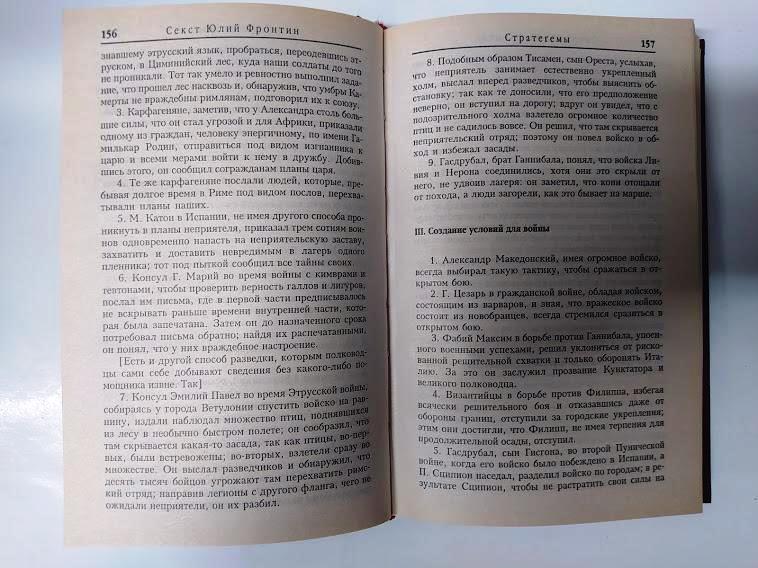 156 Секст Юлий Фронтин
знавшему этрусский язык, пробраться, переодевшись эт-
руском, в Циминийский лес, куда наши солдаты до того
не проникали. Тот так умело и ревностно выполнил зада-
ние, что прошел лес насквозь и, обнаружив, что умбры Ка-
мерты не враждебны римлянам, подговорил их к союзу.
3. Карфагеняне, заметив, что у Александра столь боль-
шие силы, что он стал угрозой и для Африки, приказали
одному из граждан, человеку энергичному, по имени Га-
милькар Родин, отправиться под видом изгнанника к
царю и всеми мерами войти к нему в дружбу. Добив-
шись этого, он сообщил согражданам планы царя.
4. Те же карфагеняне послали людей, которые, пре-
бывая долгое время в Риме под видом послов, перехва-
тывали планы наших.
5. М. Катон в Испании, не имея другого способа про-
никнуть в планы неприятеля, приказал трем сотням вои-
нов одновременно напасть на неприятельскую заставу,
захватить и доставить невредимым в лагерь одного
пленника; тот под пыткой сообщил все тайны своих.
6. Консул Г. Марий во время войны с кимврами и
тевтонами, чтобы проверить верность галлов и лигуров,
послал им письма, где в первой части предписывалось
не вскрывать раньше времени внутренней части, кото-
рая была запечатана. Затем он до назначенного срока
потребовал письма обратно; найдя их распечатанными,
он понял, что у них враждебное настроение.
[Есть и другой способ разведки, которым полковод-
цы сами себе добывают сведения без какого-либо по-
мощника извне. Так]
7. Консул Эмилий Павел во время Этрусской войны,
собираясь у города Ветулонии спустить войско на рав-
нину, издали наблюдал множество птиц, поднявшихся
из лесу в необычно быстром полете; он сообразил, что
там скрывается какая-то засада, так как птицы, во-пер-
вых, были встревожены; во-вторых, взлетели сразу во
множестве. Он выслал разведчиков и обнаружил, что
десять тысяч бойцов угрожают там перехватить рим-
ский отряд; направив легионы с другого фланга, чего не
ожидали неприятели, он их разбил.
Стратегемы 157
8. Подобным образом Тисамен, сын Ореста, услыхав,
что неприятель занимает естественно укрепленный
холм, выслал вперед разведчиков, чтобы выяснить об-
становку; так как те доносили, что его предположение
неверно, он вступил на дорогу; вдруг он увидел, что с
подозрительного холма взлетело огромное количество
птиц и не садилось вовсе. Он решил, что там скрывается
неприятельский отряд; поэтому он повел войско в об-
ход и избежал засады.
9. Гасдрубал, брат Ганнибала, понял, что войска Ли-
вия и Нерона соединились, хотя они это скрыли от
него, не удвоив лагеря: он заметил, что кони отощали
от похода, а люди загорели, как это бывает на марше.
III. Создание условий для войны
1. Александр Македонский, имея огромное войско,
всегда выбирал такую тактику, чтобы сражаться в от-
крытом бою.
2. Г. Цезарь в гражданской войне, обладая войском,
состоящим из варваров, и зная, что вражеское войско
состоит из новобранцев, всегда стремился сразиться в
открытом бою.
3. Фабий Максим в борьбе против Ганнибала, упоен-
ного военными успехами, решил уклониться от риско-
ванной решительной схватки и только оборонять Ита-
лию. За это он заслужил прозвание Кунктатора и
великого полководца.
4. Византийцы в борьбе против Филиппа, избегая
всячески решительного боя и отказавшись даже от
обороны границ, отступили за городские укрепления;
этим они достигли, что Филипп, не имея терпения для
продолжительной осады, отступил.
5. Гасдрубал, сын Гисгона, во второй Пунической
войне, когда его войско было побеждено в Испании, а
П. Сципион наседал, разделил войско по городам; в ре-
зультате Сципион, чтобы не растратить свои силы на